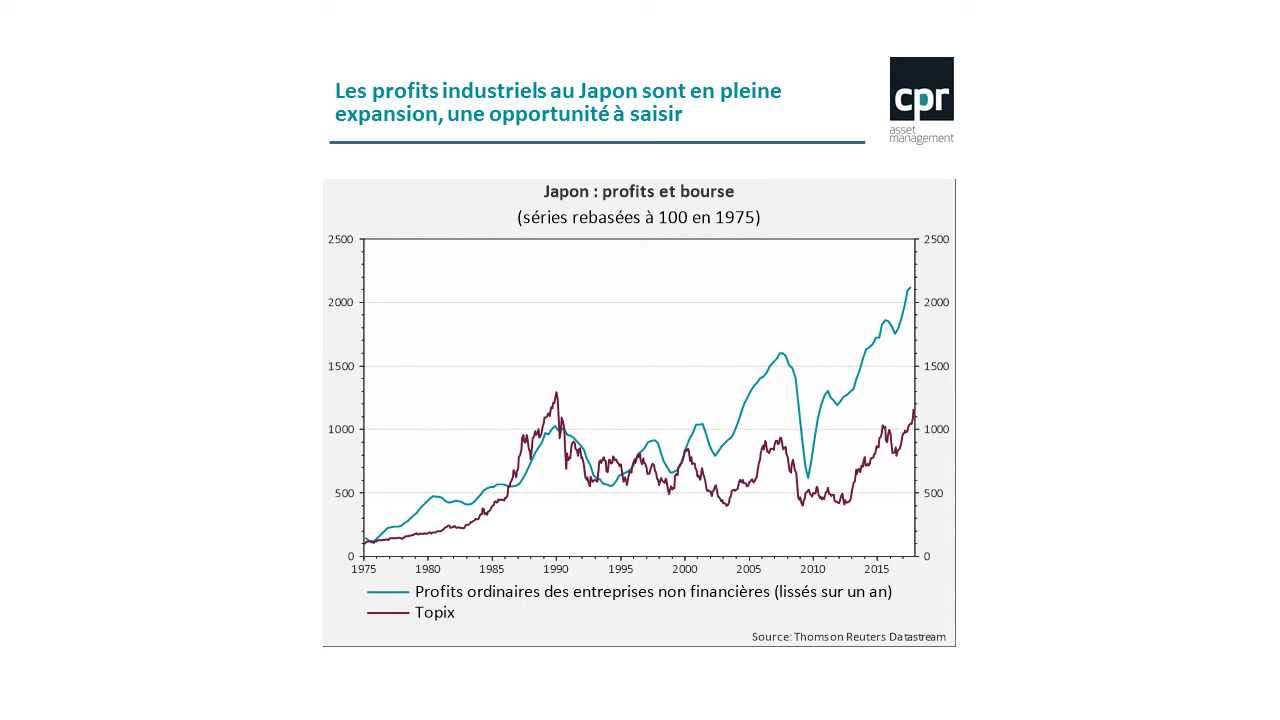 Les profits industriels au Japon sont en pleine
expansion, une opportunité à saisir
cpr
asset
management
Japon : profits et bourse
(séries rebasées à 100 en 1975)
2500 2500
2000 2000
1500 1500
1000 1000
500 500
0 0
1975 1980 1985 1990 1995 2000 2005 2010 2015
Profits ordinaires des entreprises non financières (lissés sur un an)
Topix
Source: Thomson Reuters Datastream